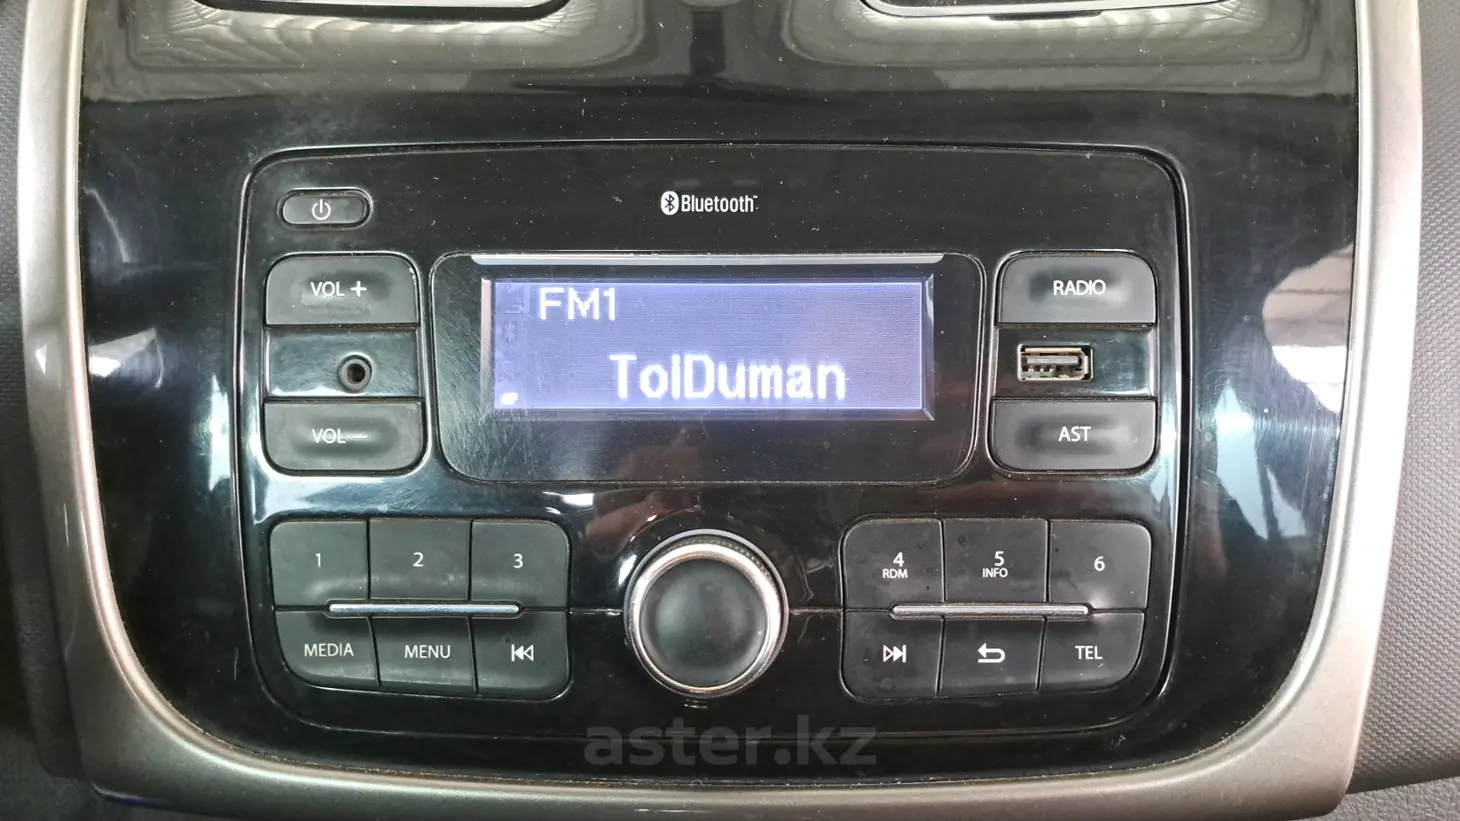 Bluetooth™
VOL +
FM1
RADIO
TolDuman
VOL −
AST
1
2
3
4
RDM
5
INFO
6
MEDIA
MENU
TEL
aster.kz